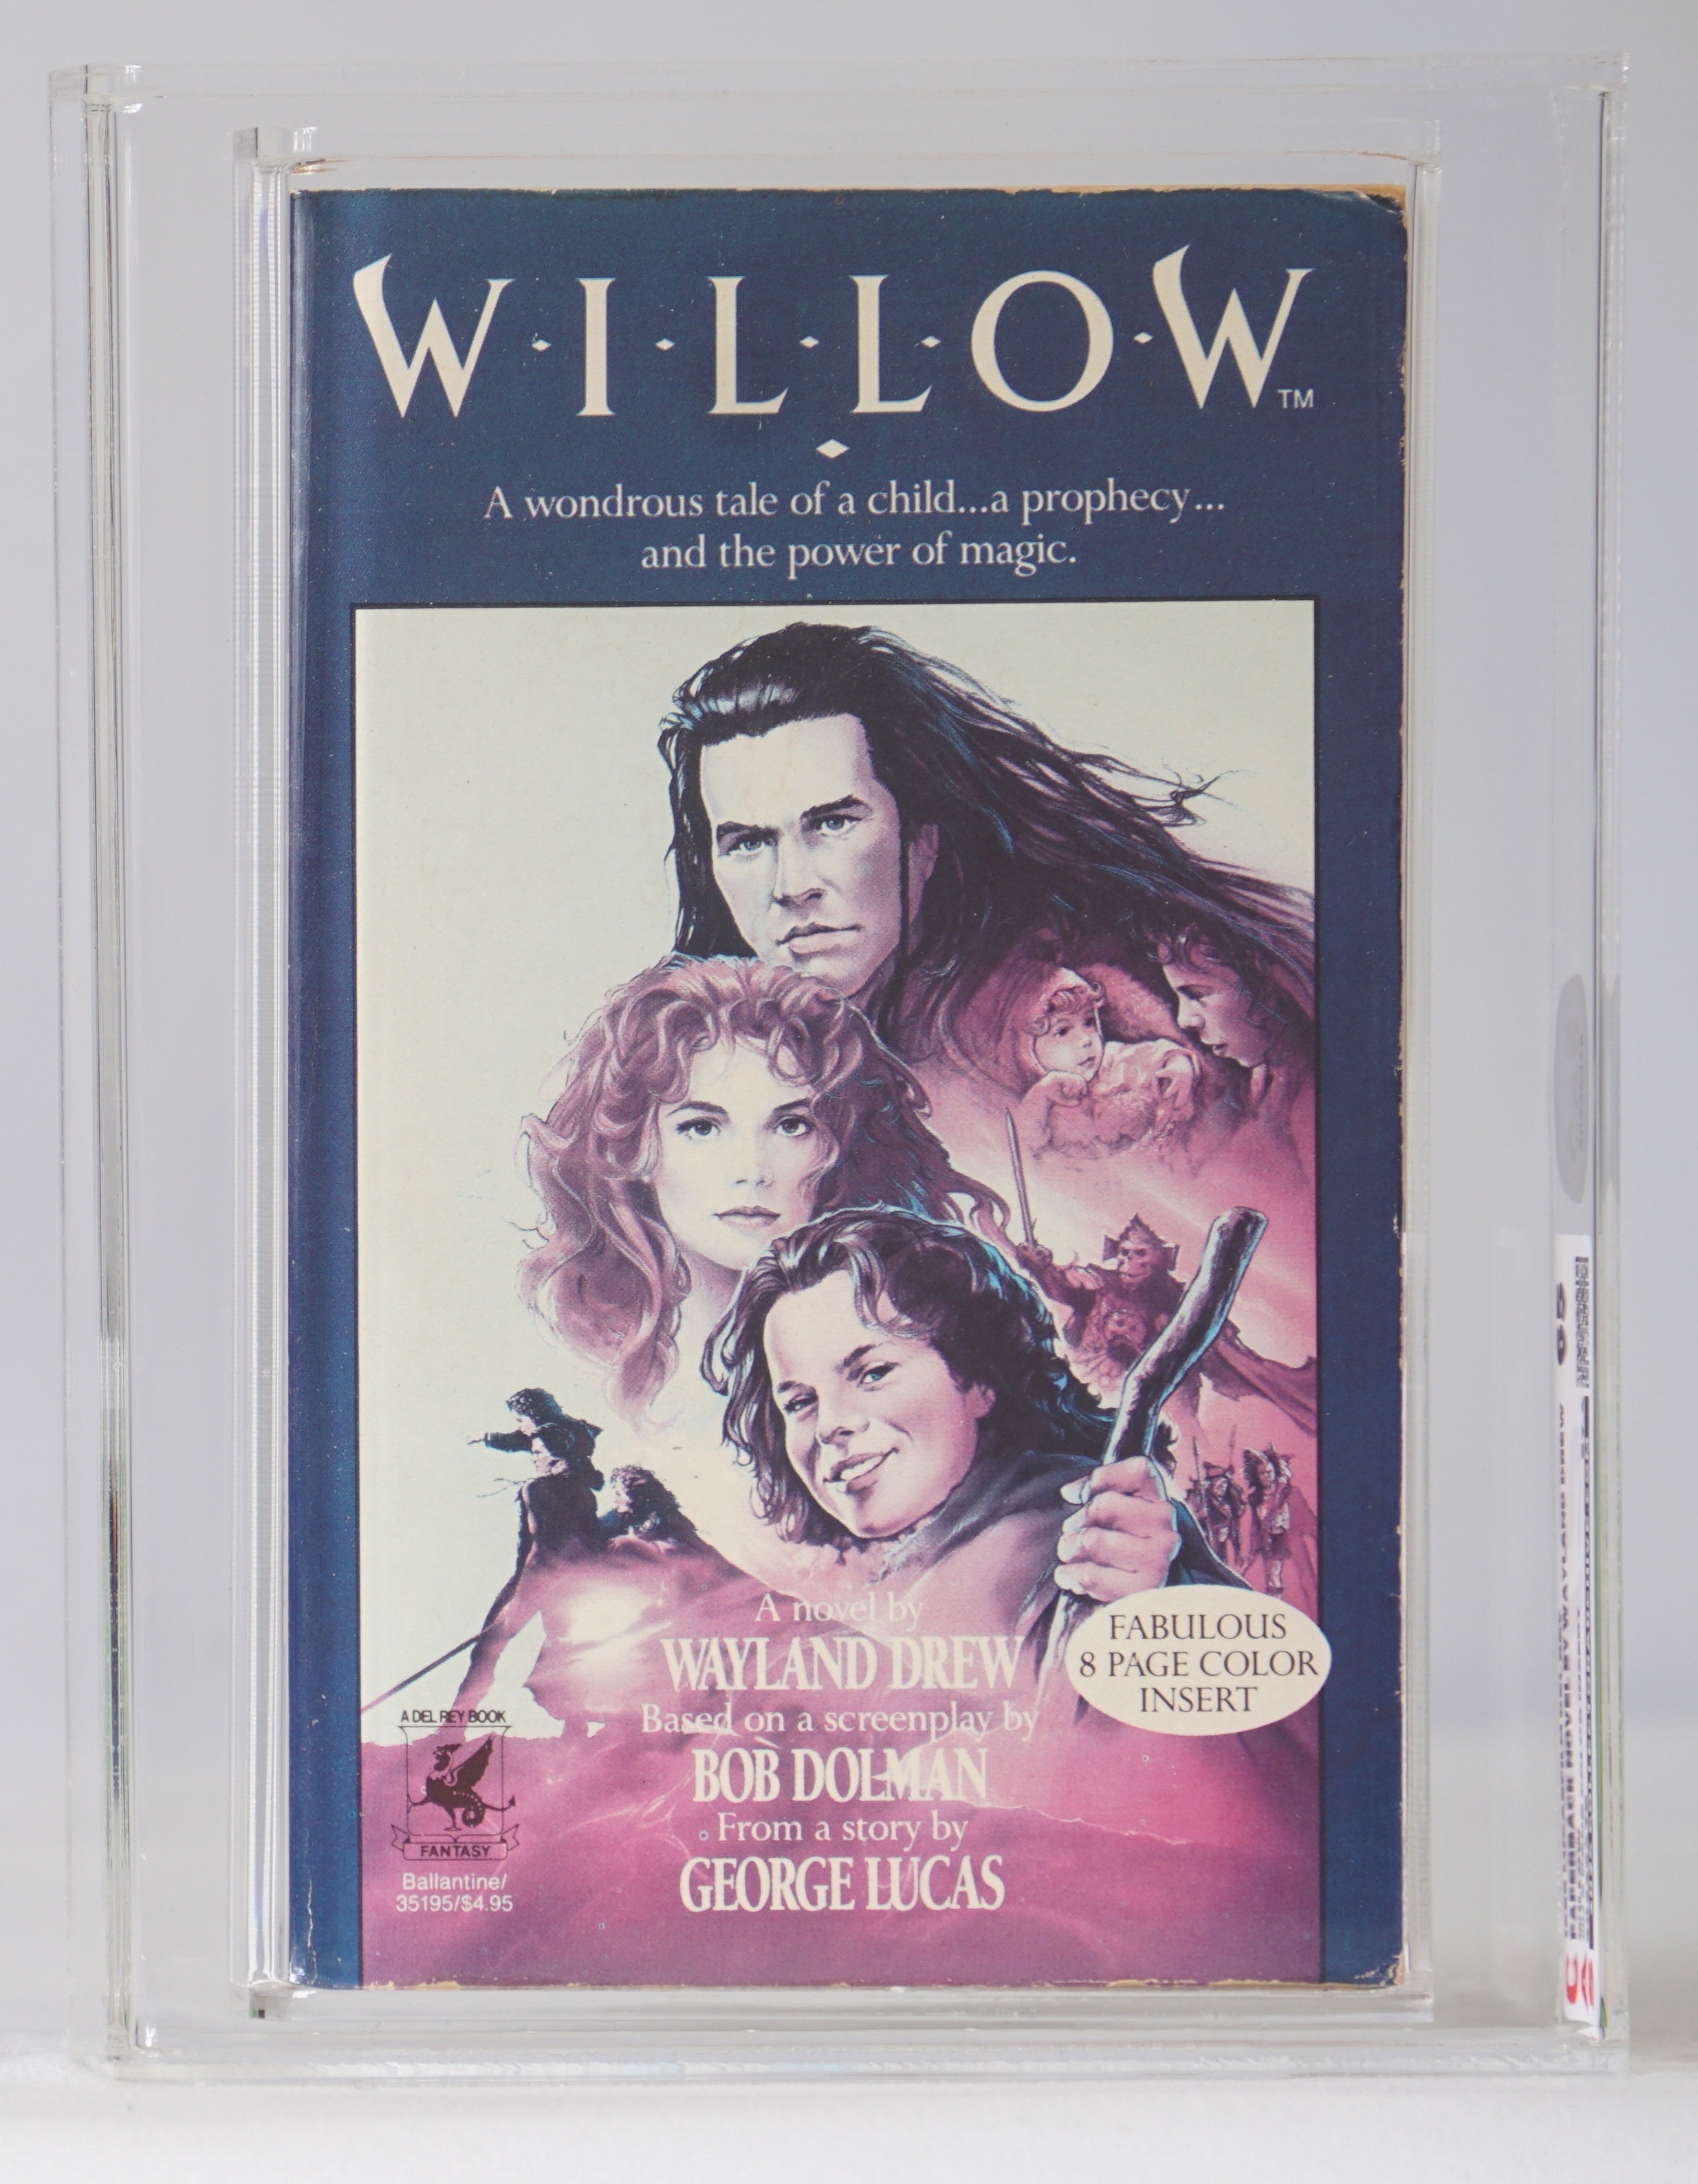 W·I·L·L·O·W™
A wondrous tale of a child...a prophecy...
and the power of magic.
A novel by
WAYLAND DREW
Based on a screenplay by
BOB DOLMAN
From a story by
GEORGE LUCAS
FABULOUS
8 PAGE COLOR
INSERT
A DEL REY BOOK
FANTASY
Ballantine/
35195/$4.95